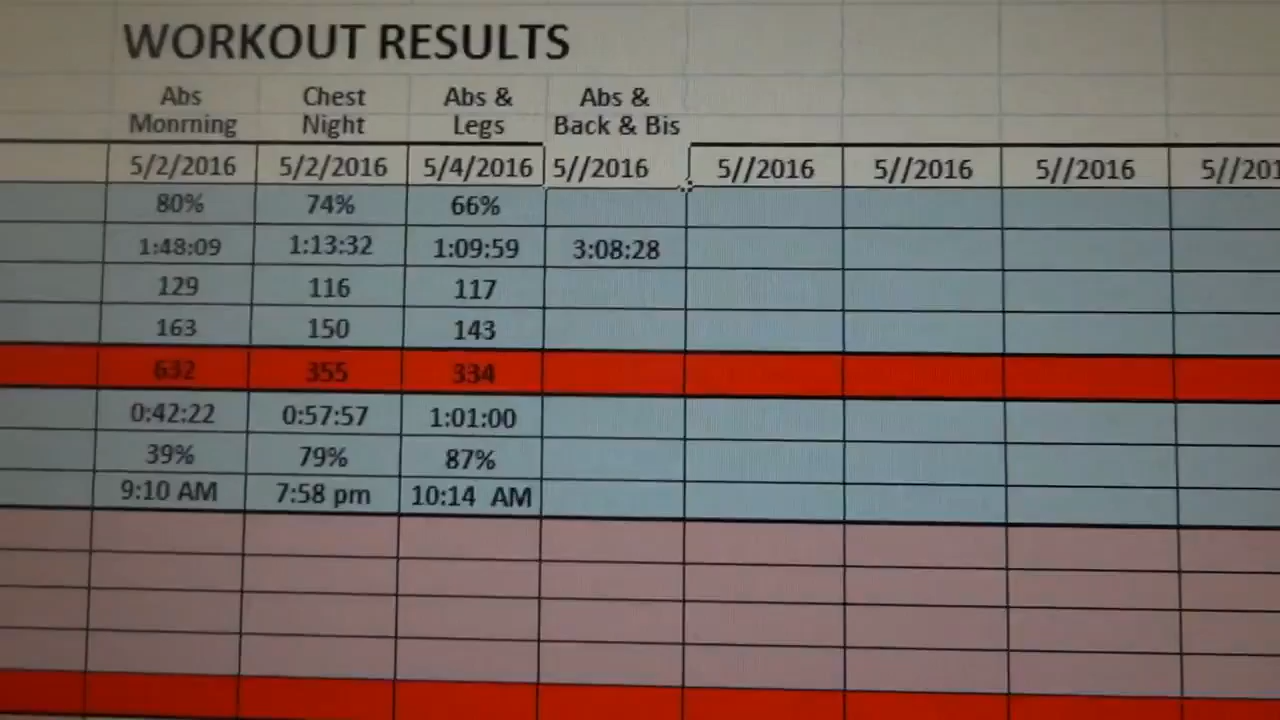 WORKOUT RESULTS
Abs Chest Abs & Abs &
Monrning Night Legs Back & Bis
5/2/2016 5/2/2016 5/4/2016 5//2016 5//2016 5//2016 5//2016 5//201
80% 74% 66%
1:48:09 1:13:32 1:09:59 3:08:28
129 116 117
163 150 143
632 355 334
0:42:22 0:57:57 1:01:00
39% 79% 87%
9:10 AM 7:58 pm 10:14 AM